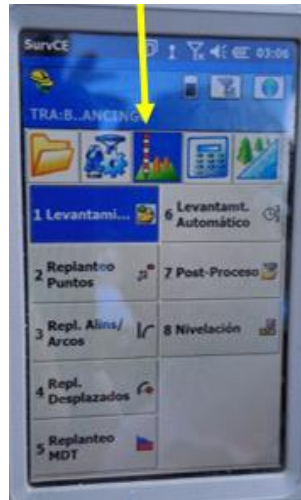 SurvCE 03:06
TRA:B..ANCING
1 Levantami...
6 Levantamt. Automático
2 Replanteo Puntos
7 Post-Proceso
3 Repl. Alins/ Arcos
8 Nivelación
4 Repl. Desplazados
5 Replanteo MDT